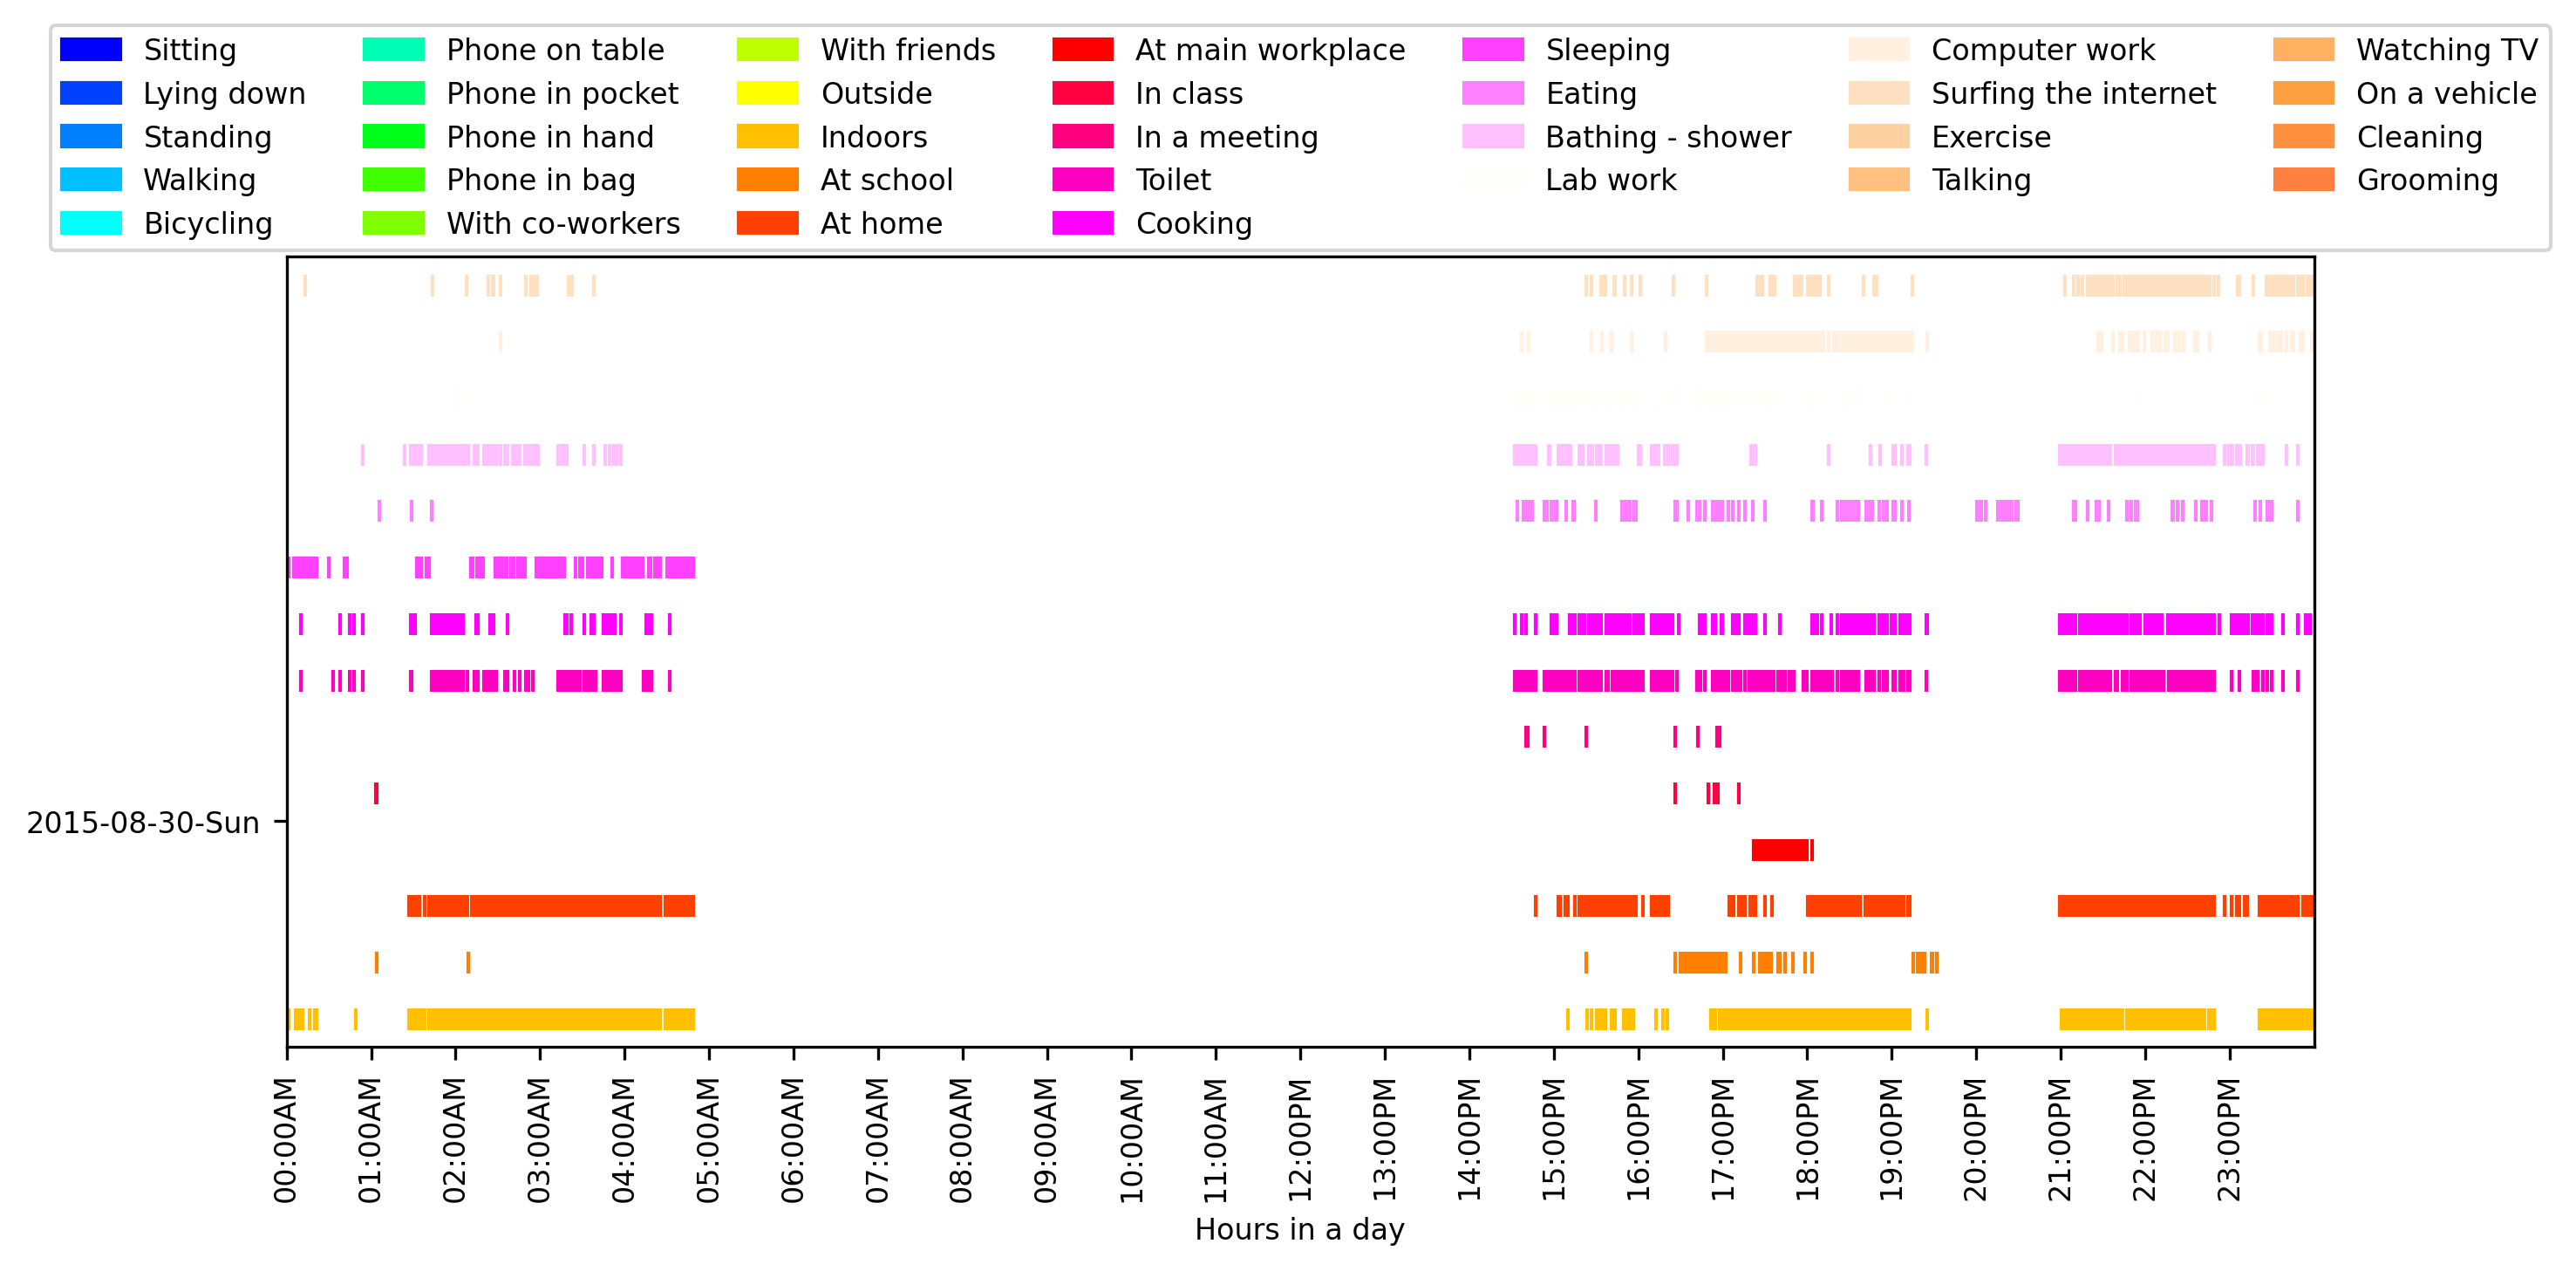 Sitting
Lying down
Standing
Walking
Bicycling
Phone on table
Phone in pocket
Phone in hand
Phone in bag
With co-workers
With friends
Outside
Indoors
At school
At home
At main workplace
In class
In a meeting
Toilet
Cooking
Sleeping
Eating
Bathing - shower
Lab work
Computer work
Surfing the internet
Exercise
Talking
Watching TV
On a vehicle
Cleaning
Grooming
2015-08-30-Sun
00:00AM
01:00AM
02:00AM
03:00AM
04:00AM
05:00AM
06:00AM
07:00AM
08:00AM
09:00AM
10:00AM
11:00AM
12:00PM
13:00PM
14:00PM
15:00PM
16:00PM
17:00PM
18:00PM
19:00PM
20:00PM
21:00PM
22:00PM
23:00PM
Hours in a day